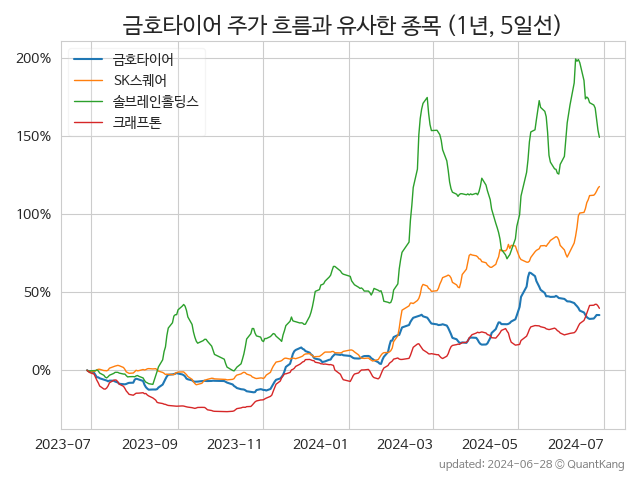 금호타이어 주가 흐름과 유사한 종목 (1년, 5일선)
금호타이어
SK스퀘어
솔브레인홀딩스
크래프톤
200%
150%
100%
50%
0%
2023-07 2023-09 2023-11 2024-01 2024-03 2024-05 2024-07
updated: 2024-06-28 © QuantKang